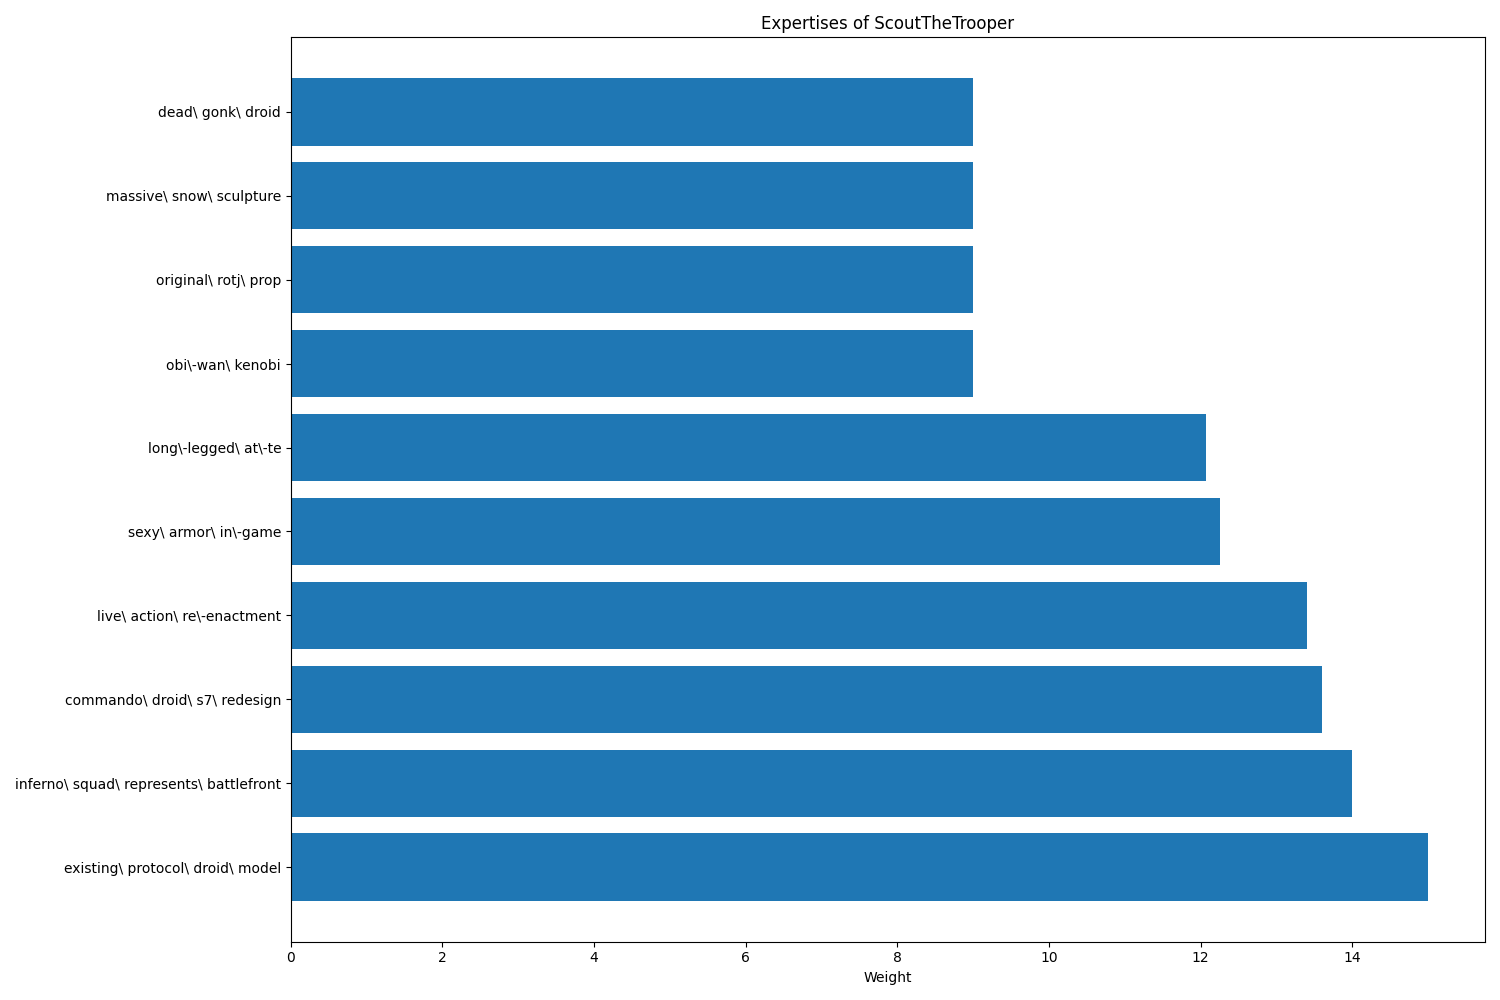 Expertises of ScoutTheTrooper
dead\ gonk\ droid
massive\ snow\ sculpture
original\ rotj\ prop
obi\-wan\ kenobi
long\-legged\ at\-te
sexy\ armor\ in\-game
live\ action\ re\-enactment
commando\ droid\ s7\ redesign
inferno\ squad\ represents\ battlefront
existing\ protocol\ droid\ model
0 2 4 6 8 10 12 14
Weight